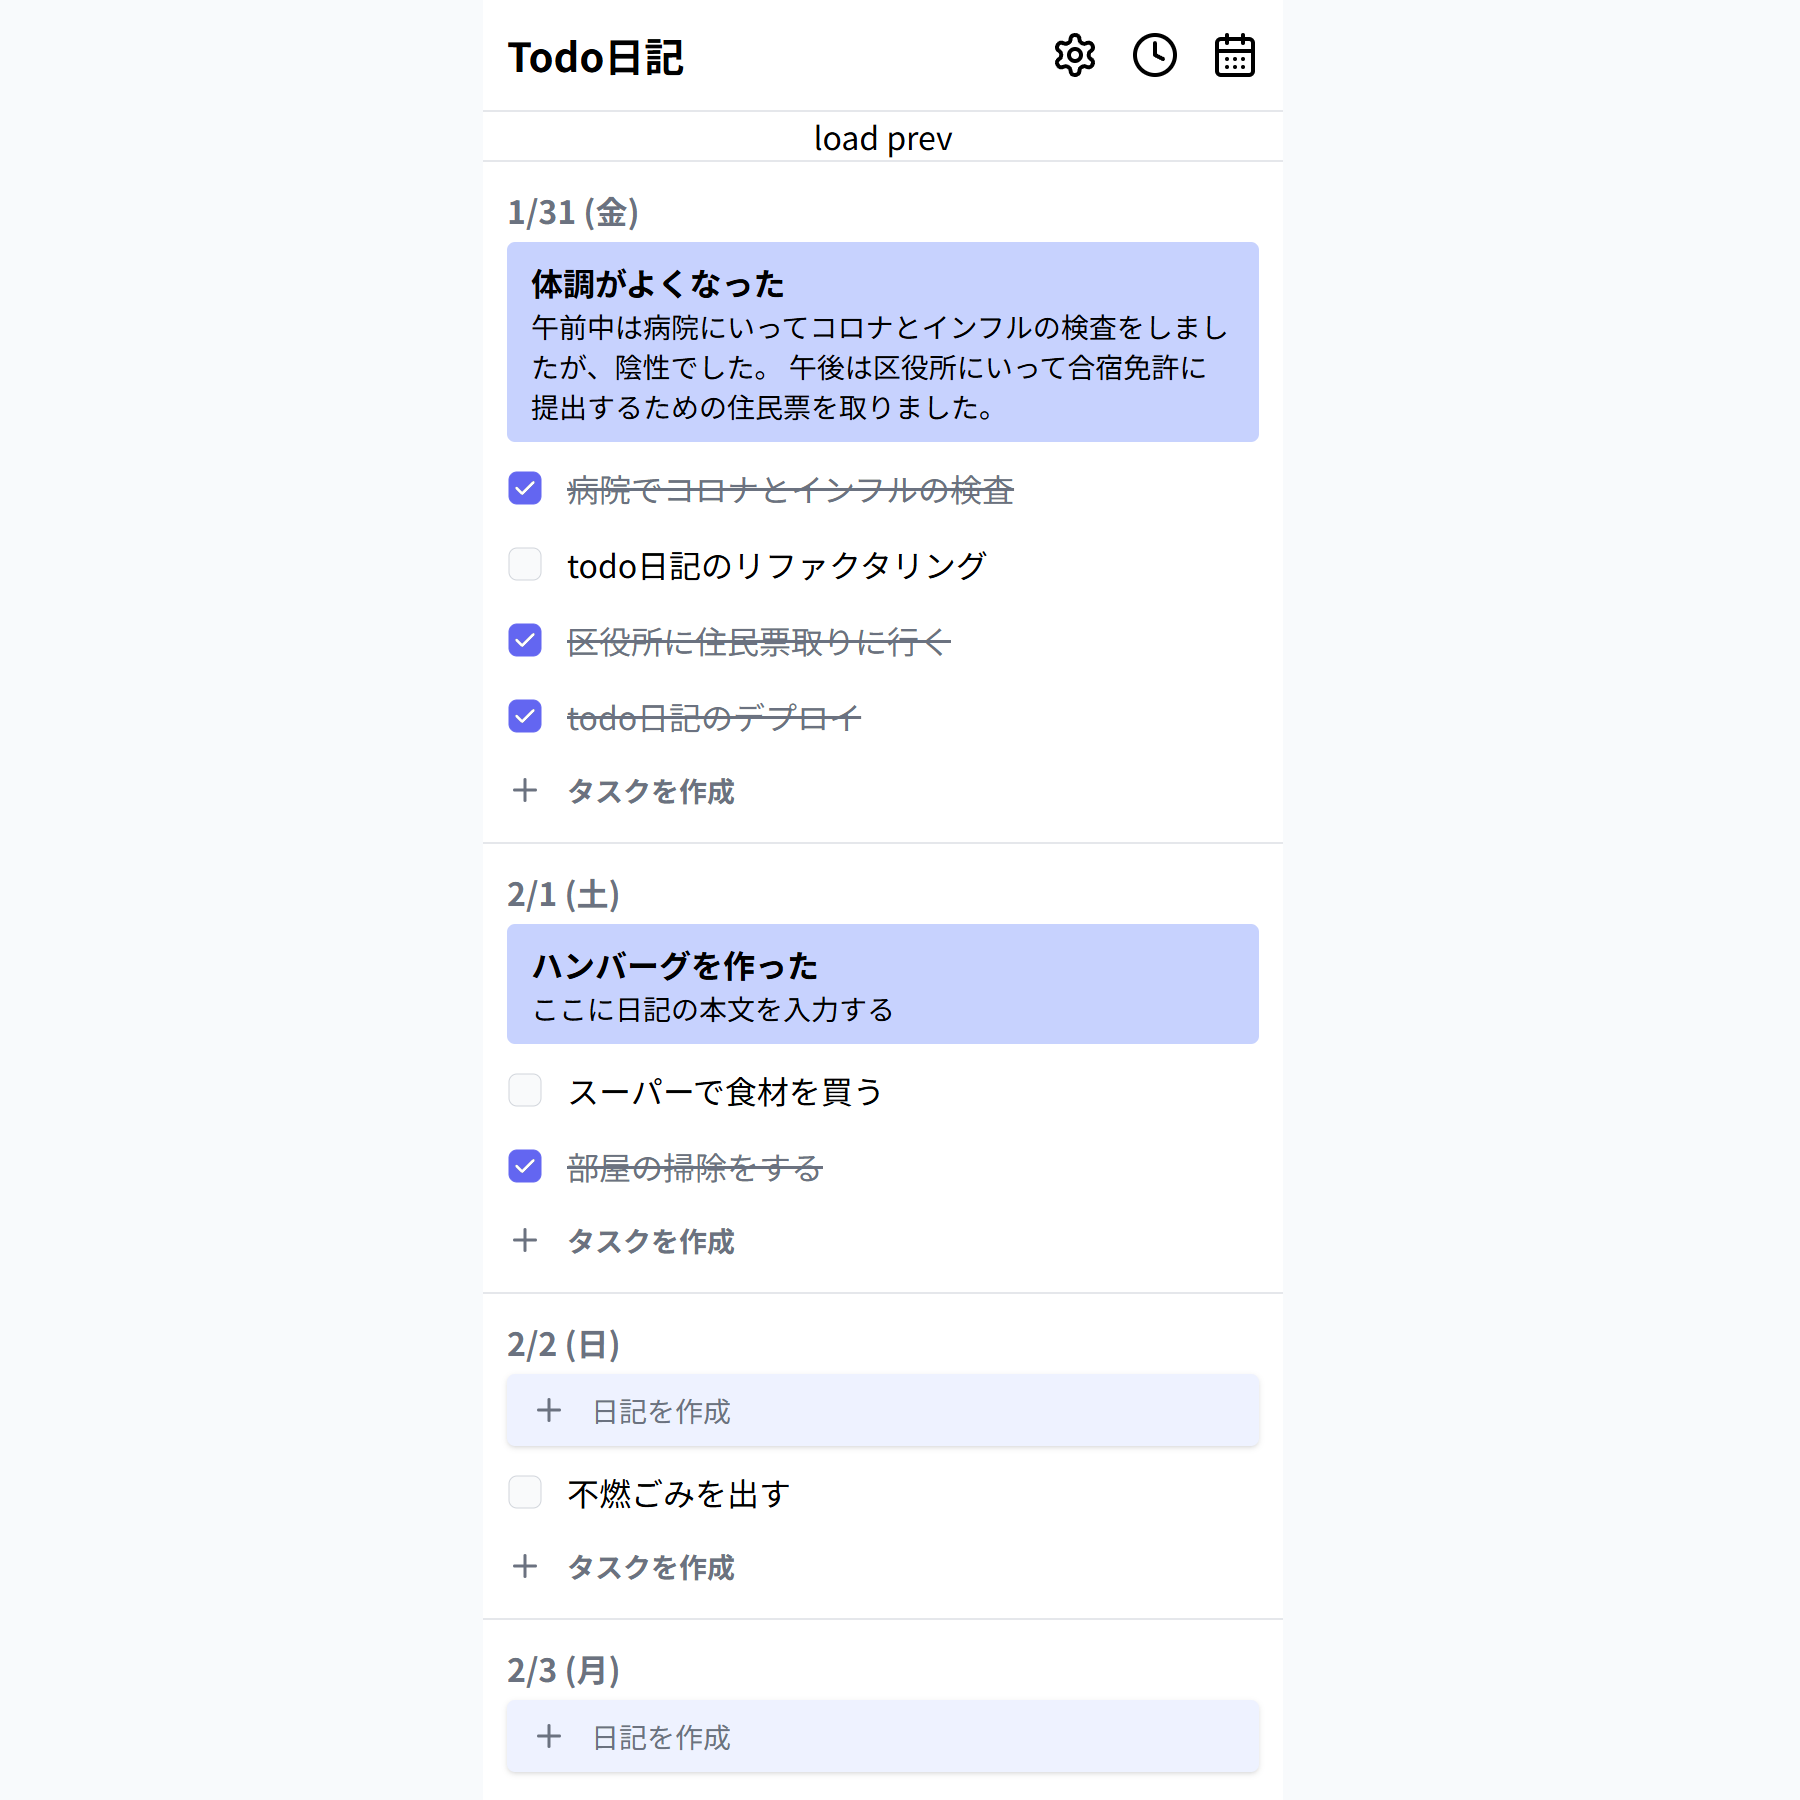 Todo日記
load prev
1/31 (金)
体調がよくなった
午前中は病院にいってコロナとインフルの検査をしまし
たが、陰性でした。 午後は区役所にいって合宿免許に
提出するための住民票を取りました。
病院でコロナとインフルの検査
todo日記のリファクタリング
区役所に住民票取りに行く
todo日記のデプロイ
タスクを作成
2/1 (土)
ハンバーグを作った
ここに日記の本文を入力する
スーパーで食材を買う
部屋の掃除をする
タスクを作成
2/2 (日)
日記を作成
不燃ごみを出す
タスクを作成
2/3 (月)
日記を作成